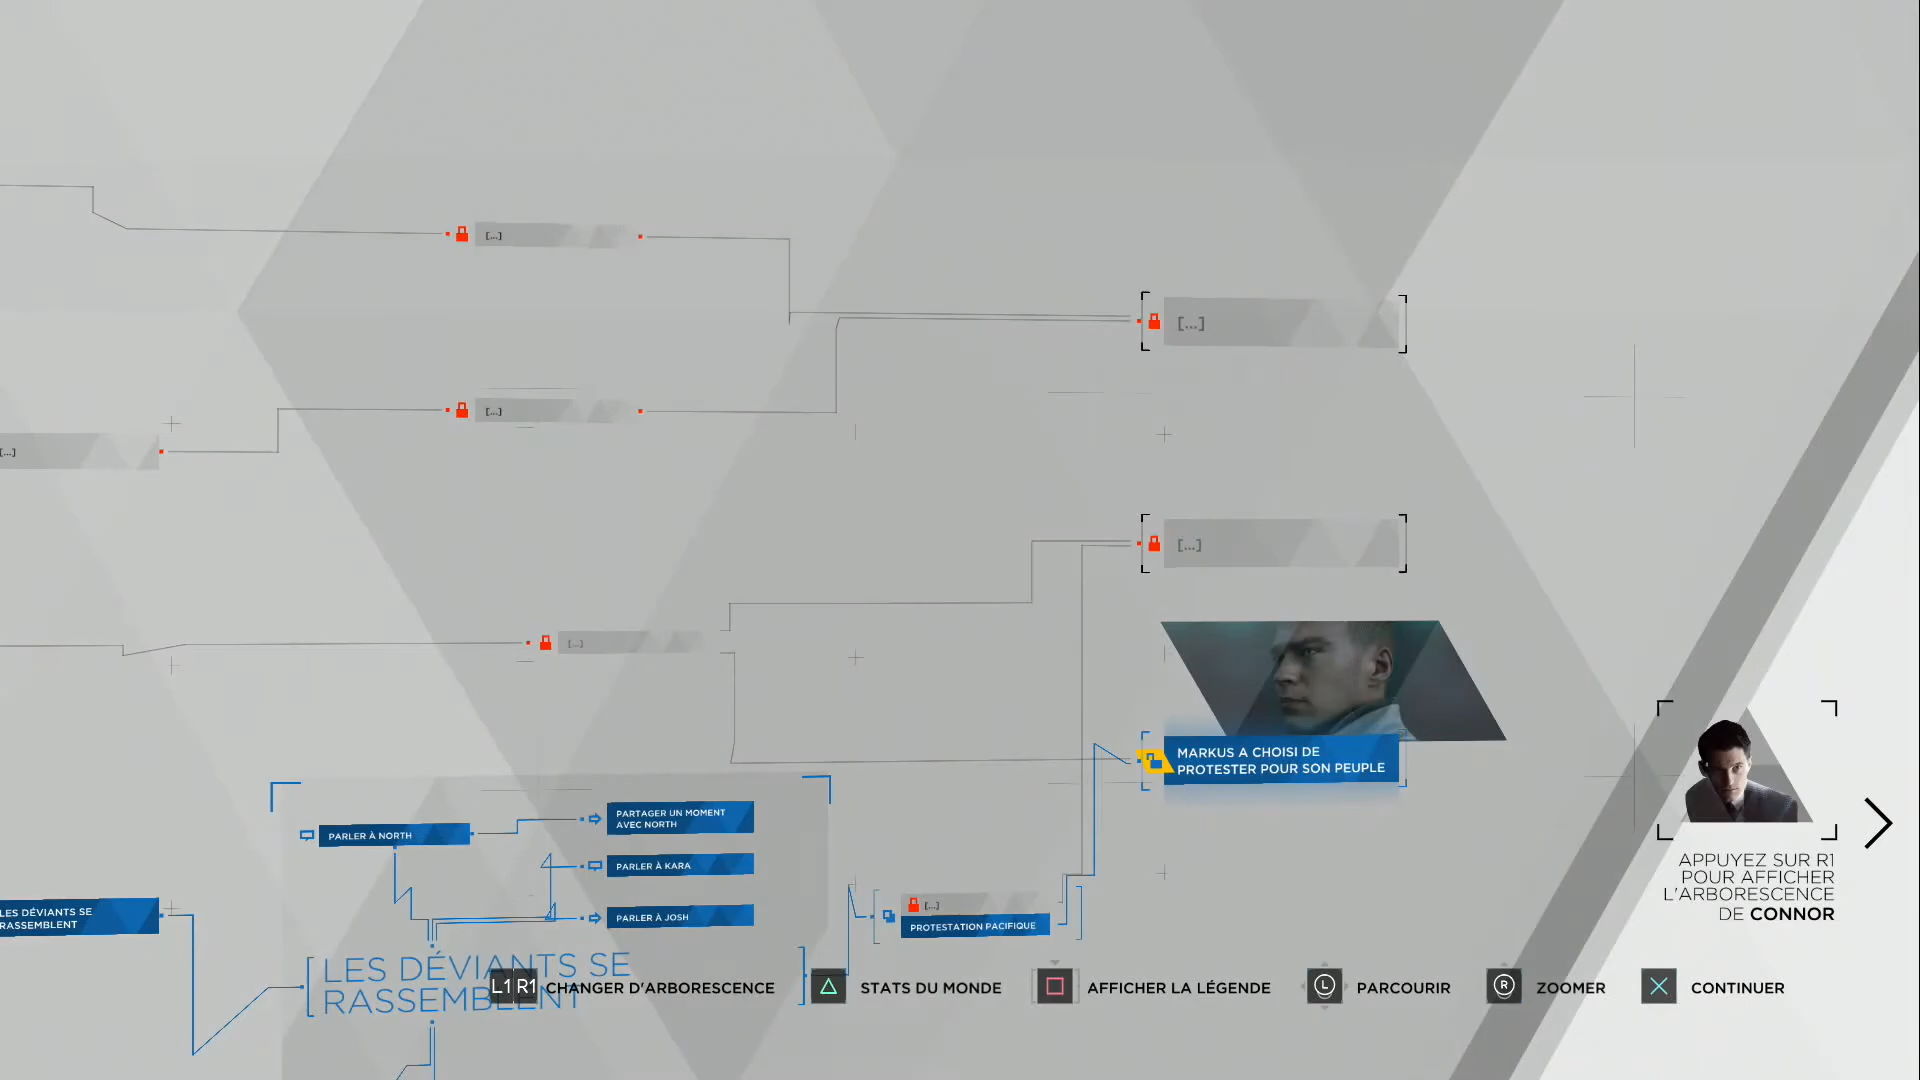 [...]
[...]
[...]
[...]
[...]
[...]
MARKUS A CHOISI DE
PROTESTER POUR SON PEUPLE
PARLER À NORTH
PARTAGER UN MOMENT
AVEC NORTH
PARLER À KARA
PARLER À JOSH
LES DÉVIANTS SE
RASSEMBLENT
[...]
PROTESTATION PACIFIQUE
APPUYEZ SUR R1
POUR AFFICHER
L'ARBORESCENCE
DE CONNOR
LES DÉVIANTS SE
RASSEMBLENT
L1 R1 CHANGER D'ARBORESCENCE
STATS DU MONDE
AFFICHER LA LÉGENDE
L PARCOURIR
R ZOOMER
CONTINUER